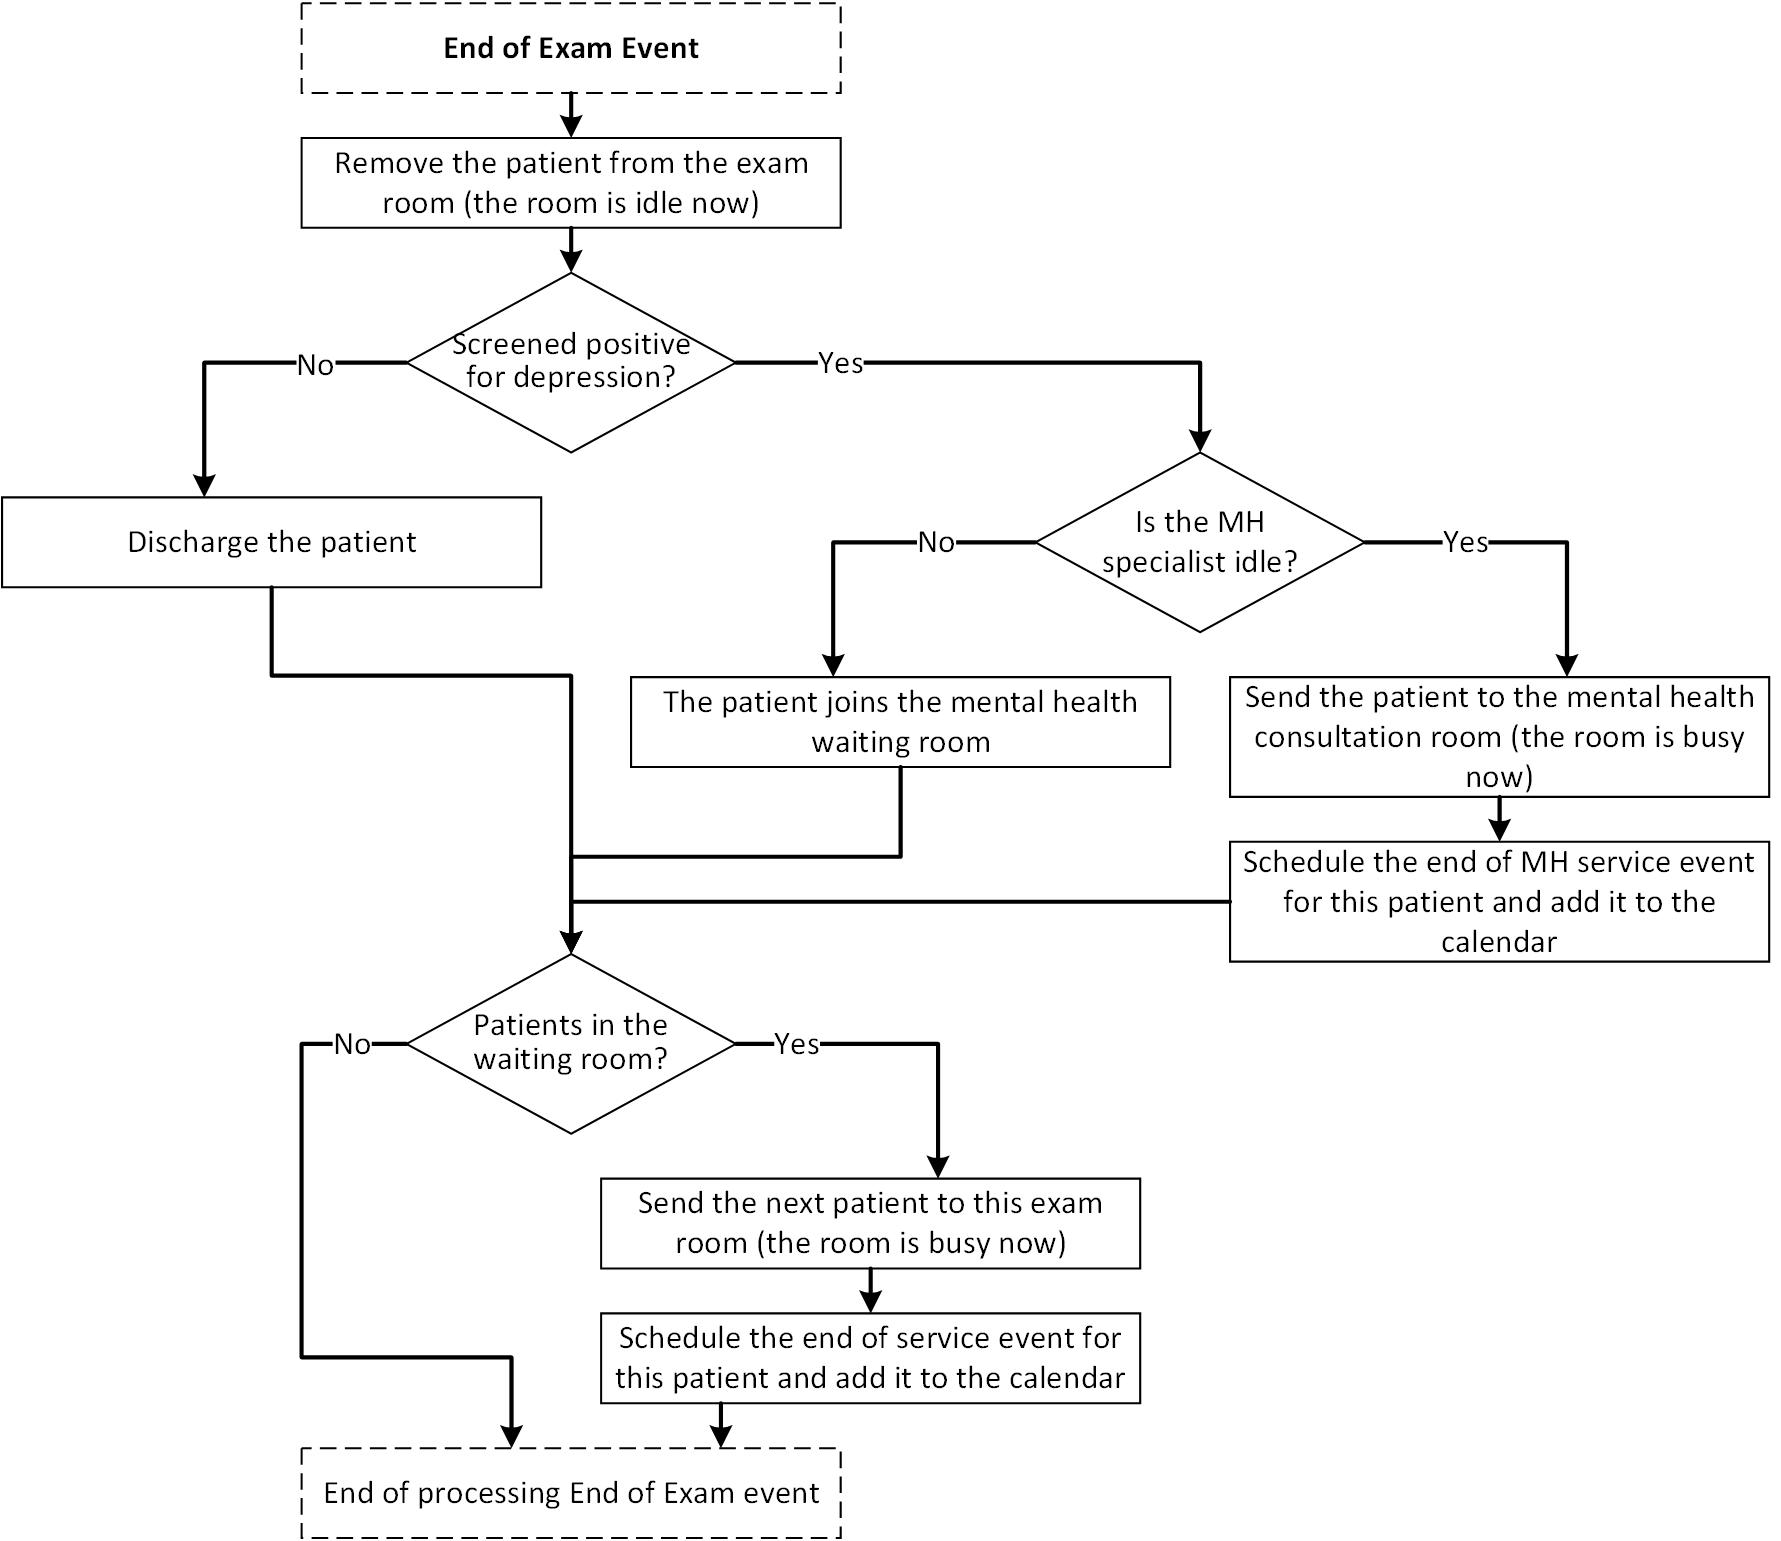 End of Exam Event
Remove the patient from the exam
room (the room is idle now)
Screened positive
for depression?
No
Yes
Discharge the patient
Is the MH
specialist idle?
No
Yes
The patient joins the mental health
waiting room
Send the patient to the mental health
consultation room (the room is busy
now)
Schedule the end of MH service event
for this patient and add it to the
calendar
Patients in the
waiting room?
No
Yes
Send the next patient to this exam
room (the room is busy now)
Schedule the end of service event for
this patient and add it to the calendar
End of processing End of Exam event